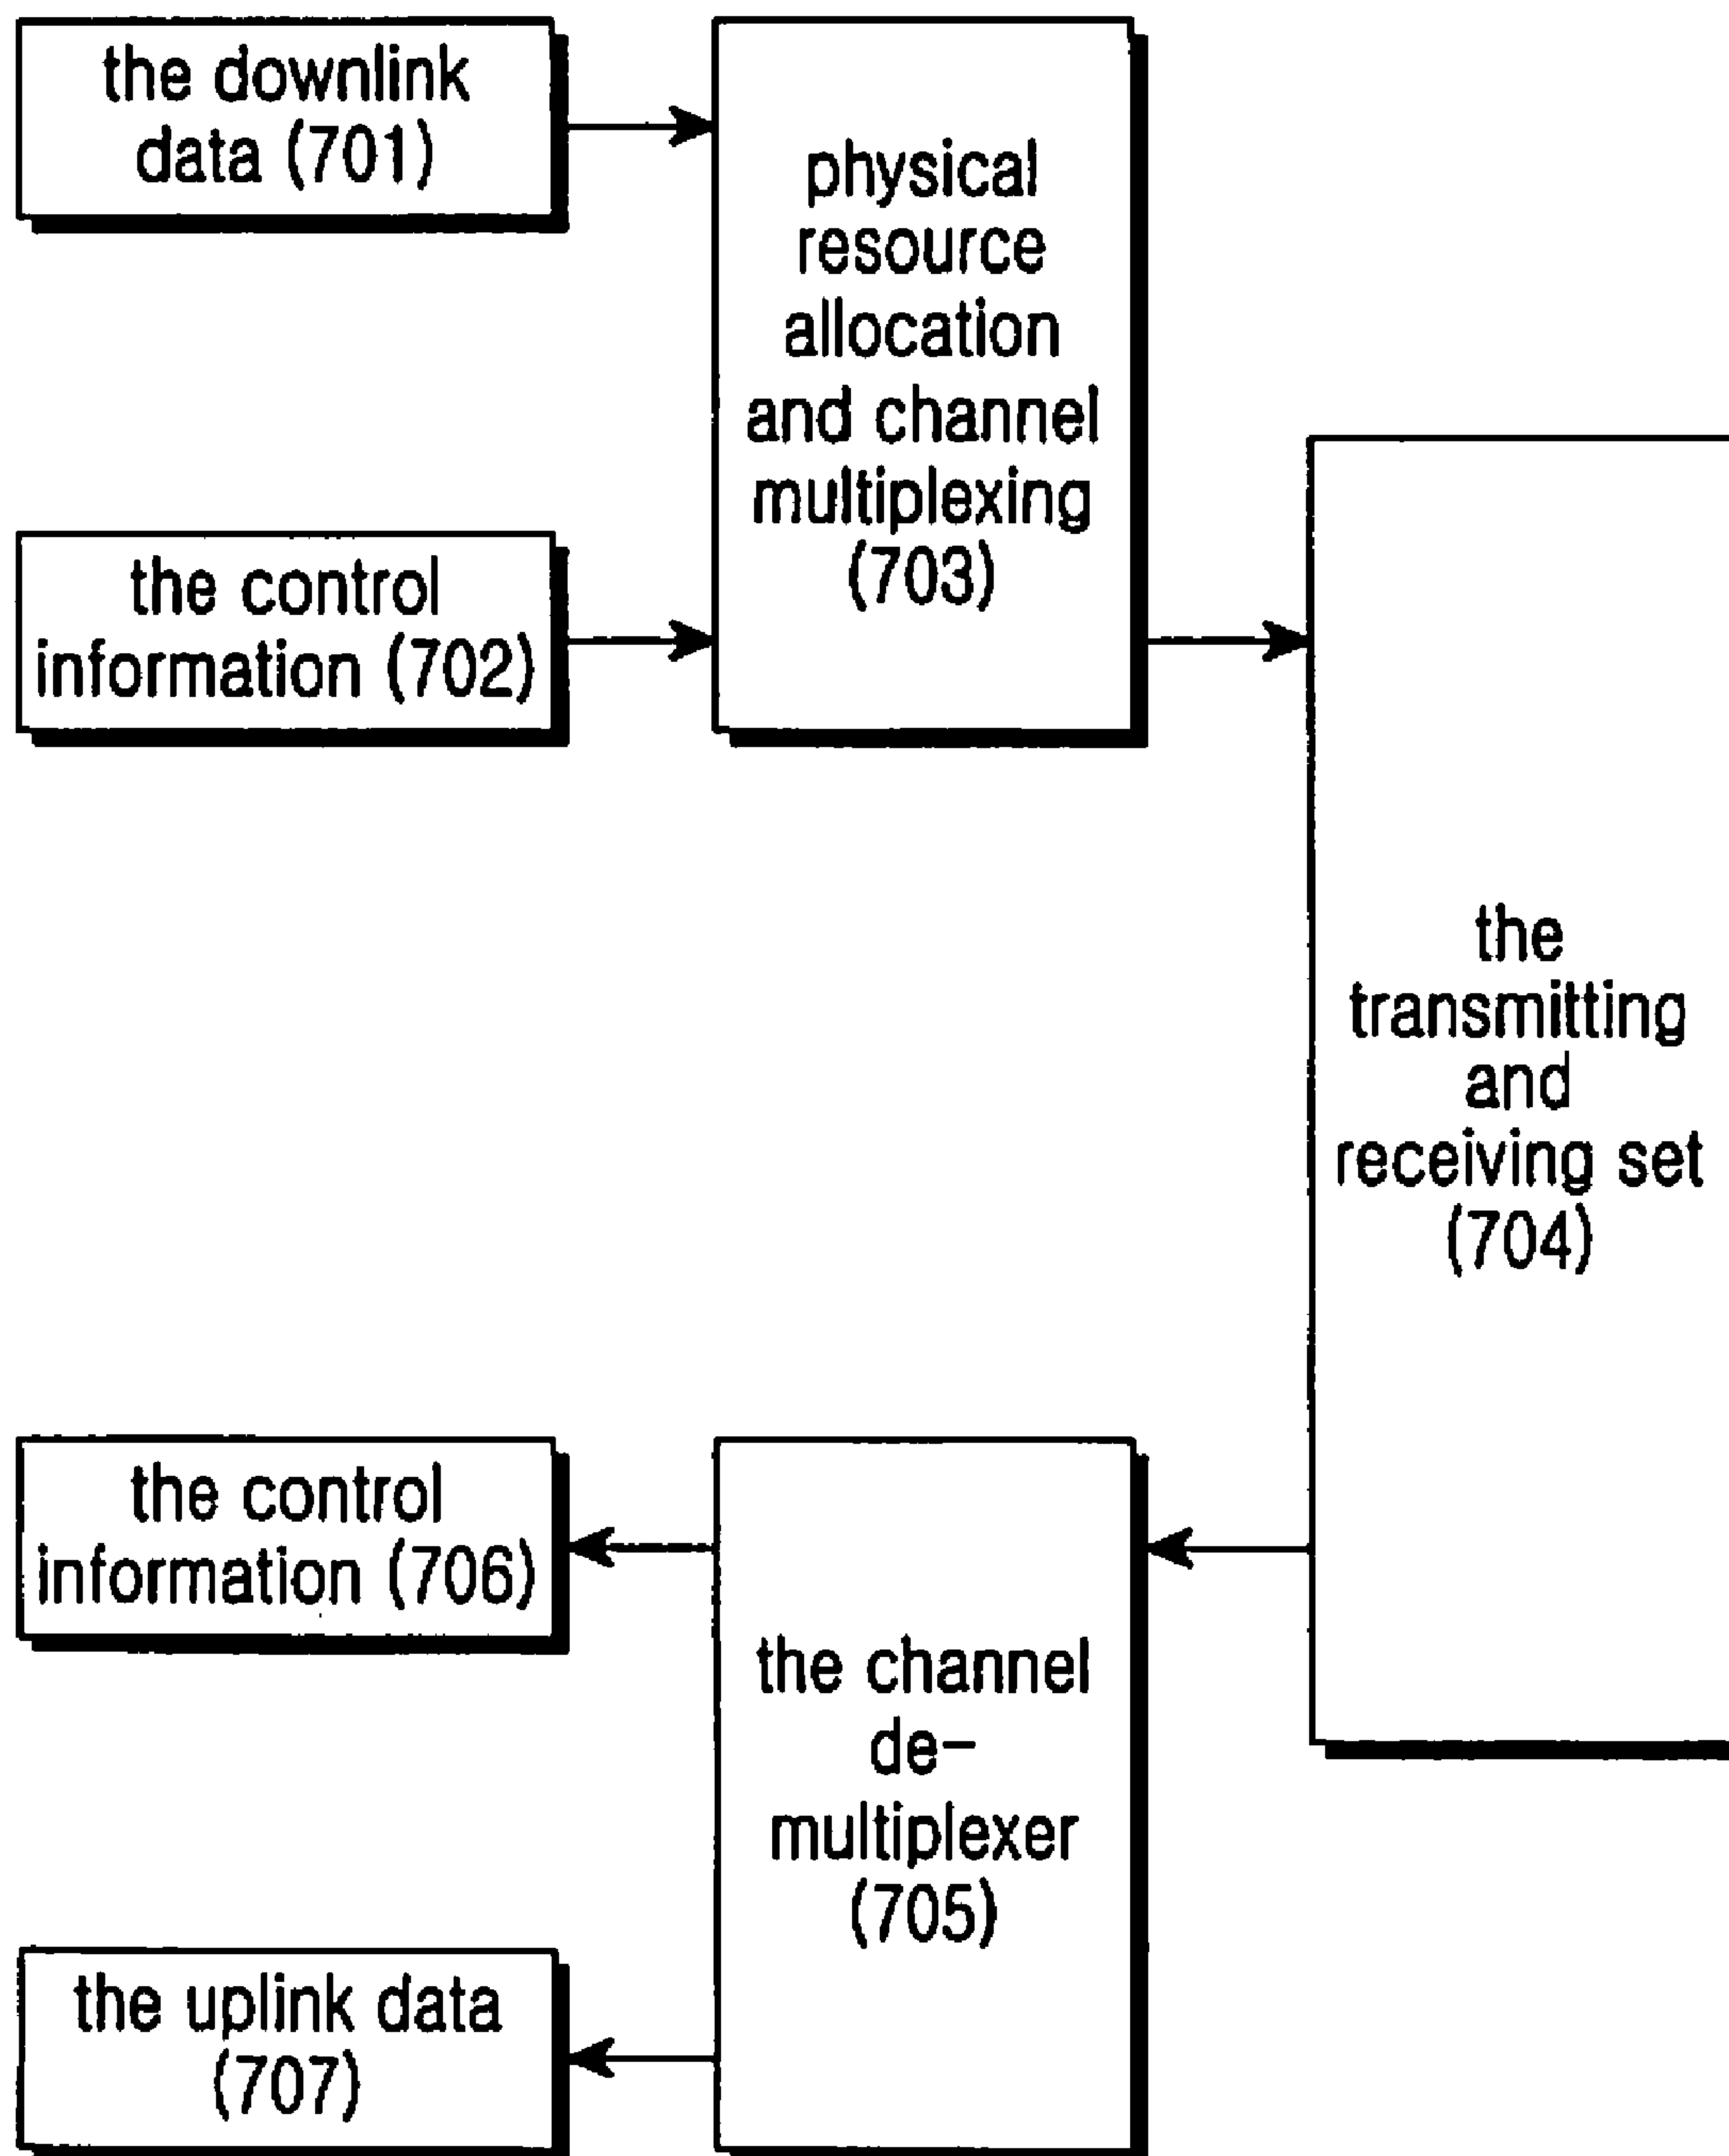 the downlink
data (701)
physical
resource
allocation
and channel
multiplexing
(703)
the control
information (702)
the
transmitting
and
receiving set
(704)
the control
information (706)
the channel
de-
multiplexer
(705)
the uplink data
(707)